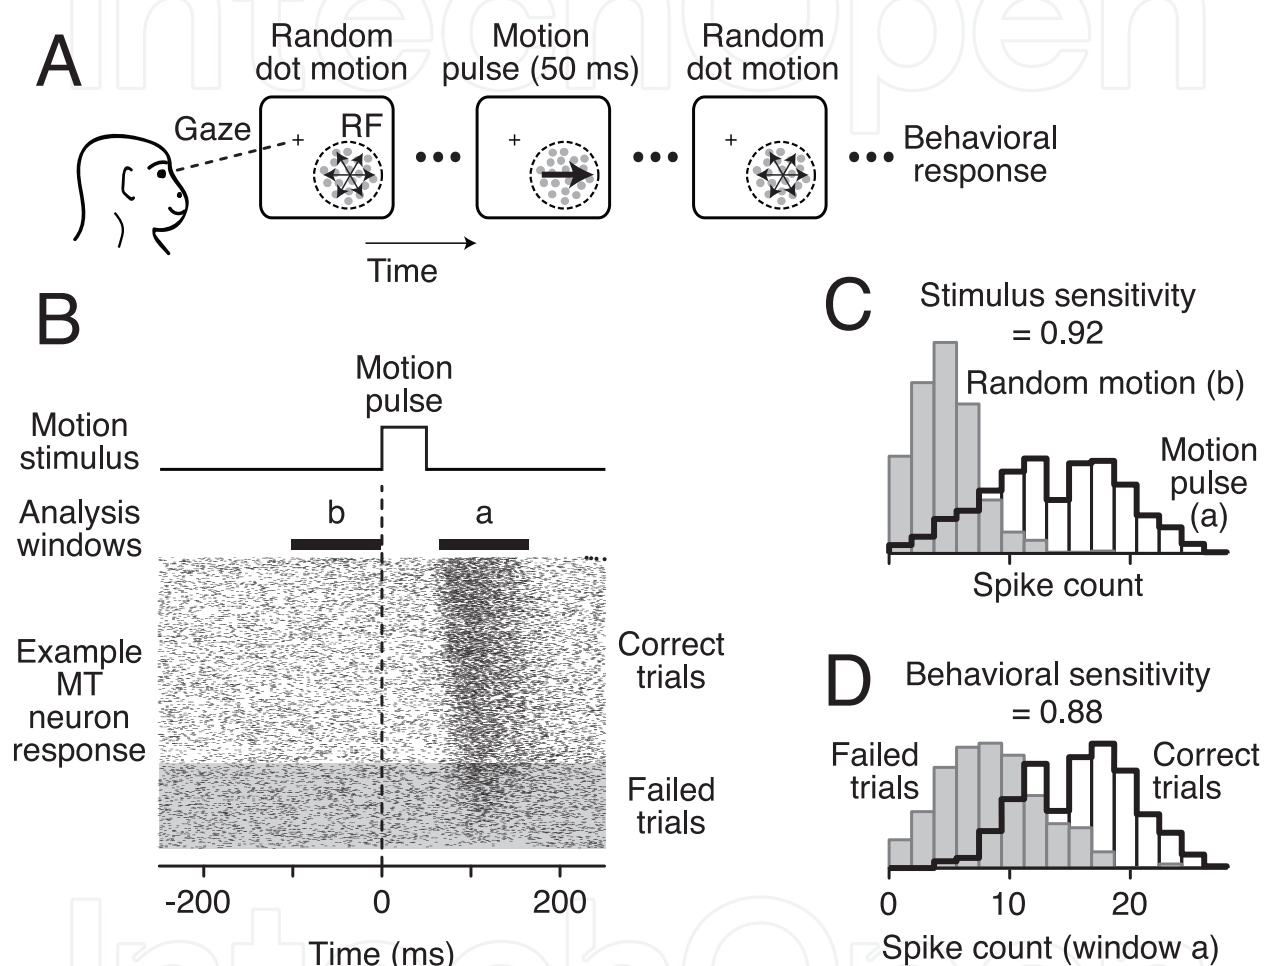 IntechOpen
A
Random
dot motion
Motion
pulse (50 ms)
Random
dot motion
Gaze
RF
Behavioral
response
Time
B
Motion
pulse
Motion
stimulus
Analysis
windows
b
a
Example
MT
neuron
response
Correct
trials
Failed
trials
-200
0
200
Time (ms)
C
Stimulus sensitivity
= 0.92
Random motion (b)
Motion
pulse
(a)
Spike count
D
Behavioral sensitivity
= 0.88
Failed
trials
Correct
trials
0
10
20
Spike count (window a)
IntechOpen